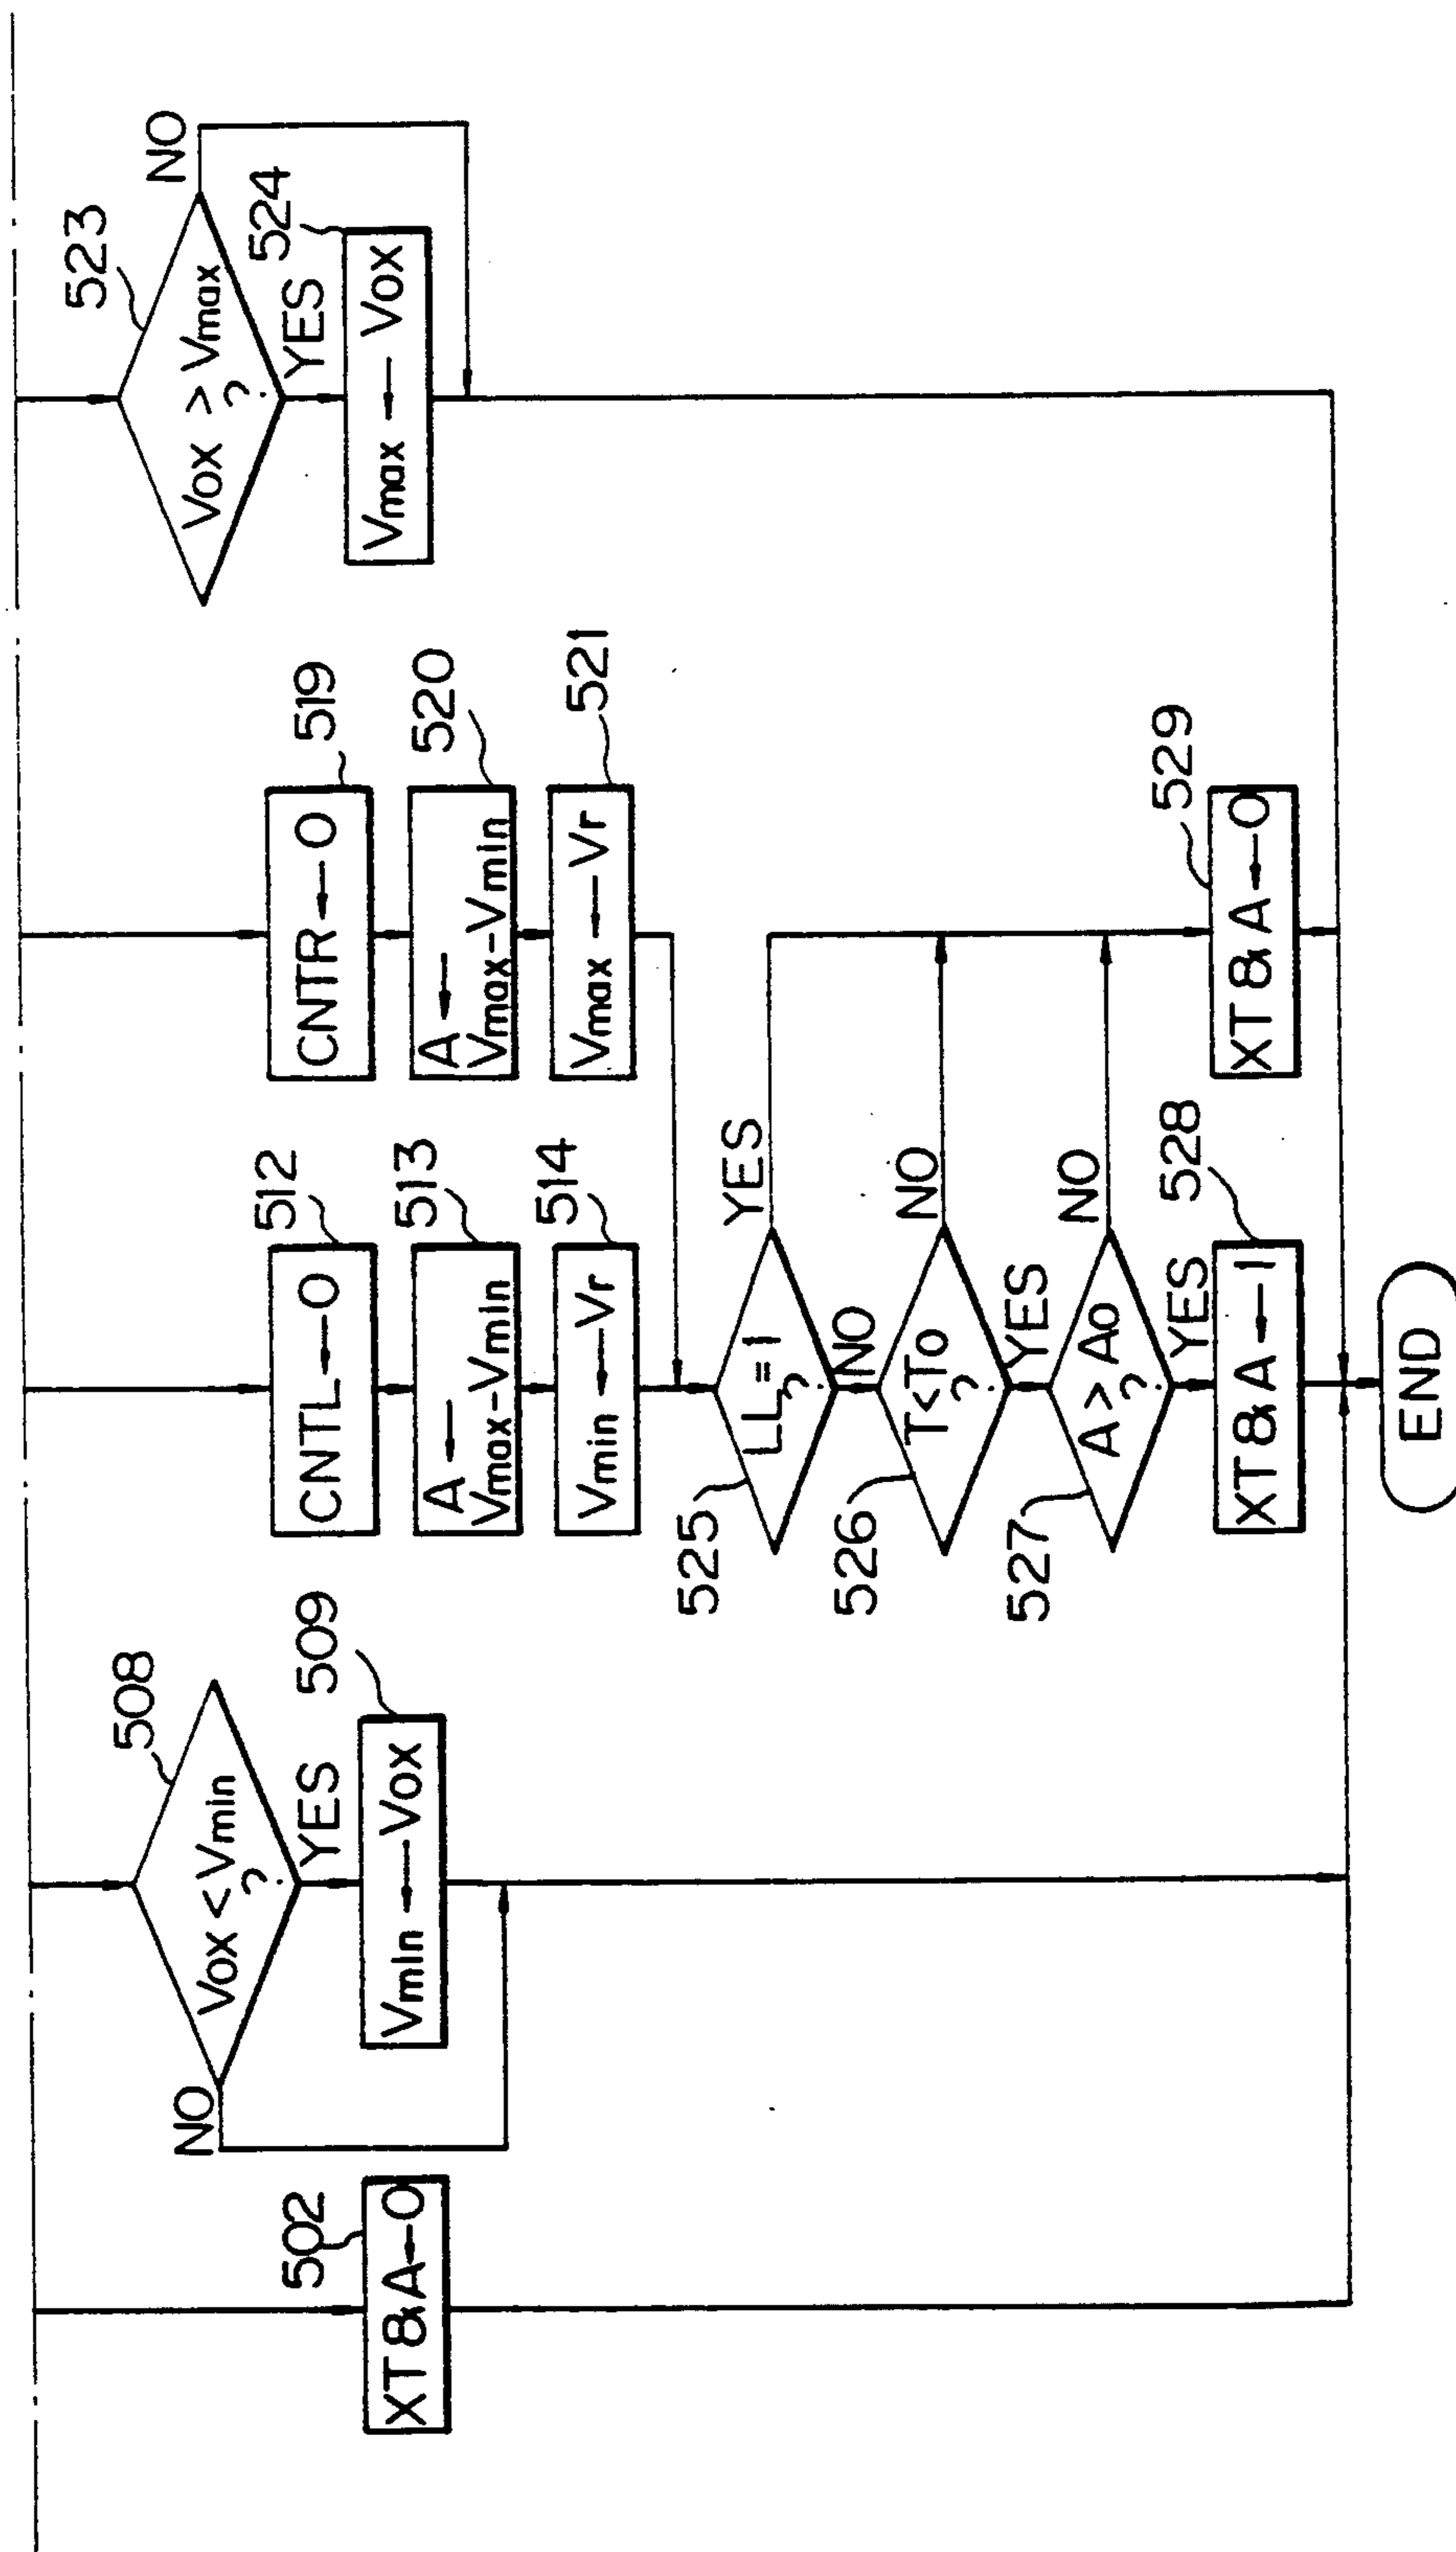 502
XT & A ← 0
508
Vox < Vmin
?
NO
YES
509
Vmin ← Vox
512
CNTL ← 0
513
A ←
Vmax-Vmin
514
Vmin ← Vr
519
CNTR ← 0
520
A ←
Vmax-Vmin
521
Vmax ← Vr
523
Vox > Vmax
?
NO
YES
524
Vmax ← Vox
525
LL = 1
?
YES
NO
526
T < To
?
NO
YES
527
A > Ao
?
NO
YES
528
XT & A ← 1
529
XT & A ← 0
END